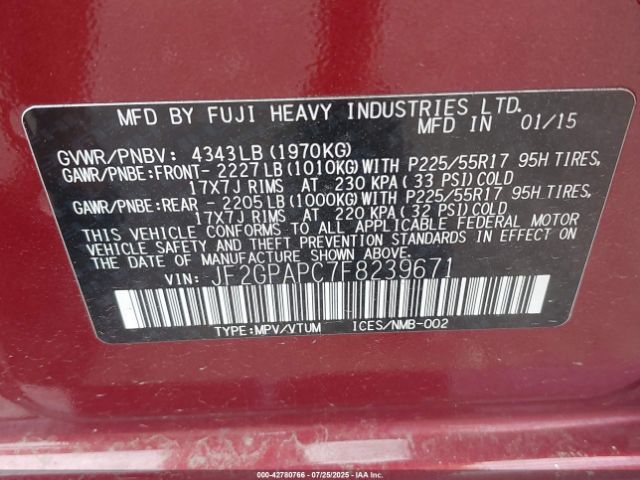 MFD BY FUJI HEAVY INDUSTRIES LTD.
MFD IN 01/15
GVWR/PNBV: 4343LB(1970KG)
GAWR/PNBE:FRONT- 2227LB(1010KG)WITH P225/55R17 95H TIRES,
17X7J RIMS AT 230 KPA(33 PSI)COLD
GAWR/PNBE:REAR - 2205LB(1000KG)WITH P225/55R17 95H TIRES,
17X7J RIMS AT 220 KPA(32 PSI)COLD
THIS VEHICLE CONFORMS TO ALL APPLICABLE FEDERAL MOTOR
VEHICLE SAFETY AND THEFT PREVENTION STANDARDS IN EFFECT
ON THE DATE OF MANUFACTURE SHOWN ABOVE.
VIN: JF2GPAPC7F8239671
TYPE:MPV/VTUM ICES/NMB-002
000-42780766 - 07/25/2025 - IAAI.COM